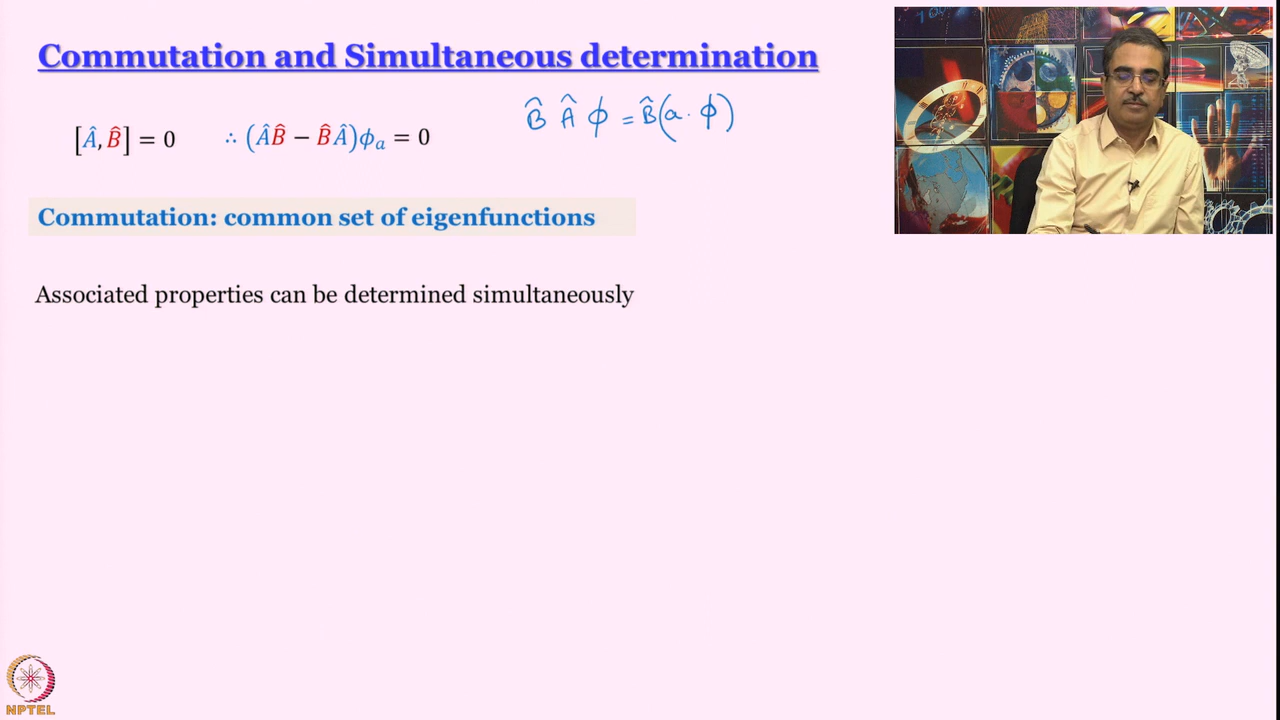 Commutation and Simultaneous determination
B̂ Â ϕ = B̂(a · ϕ)
[Â, B̂] = 0 ∴ (ÂB̂ − B̂Â)ϕₐ = 0
Commutation: common set of eigenfunctions
Associated properties can be determined simultaneously
NPTEL